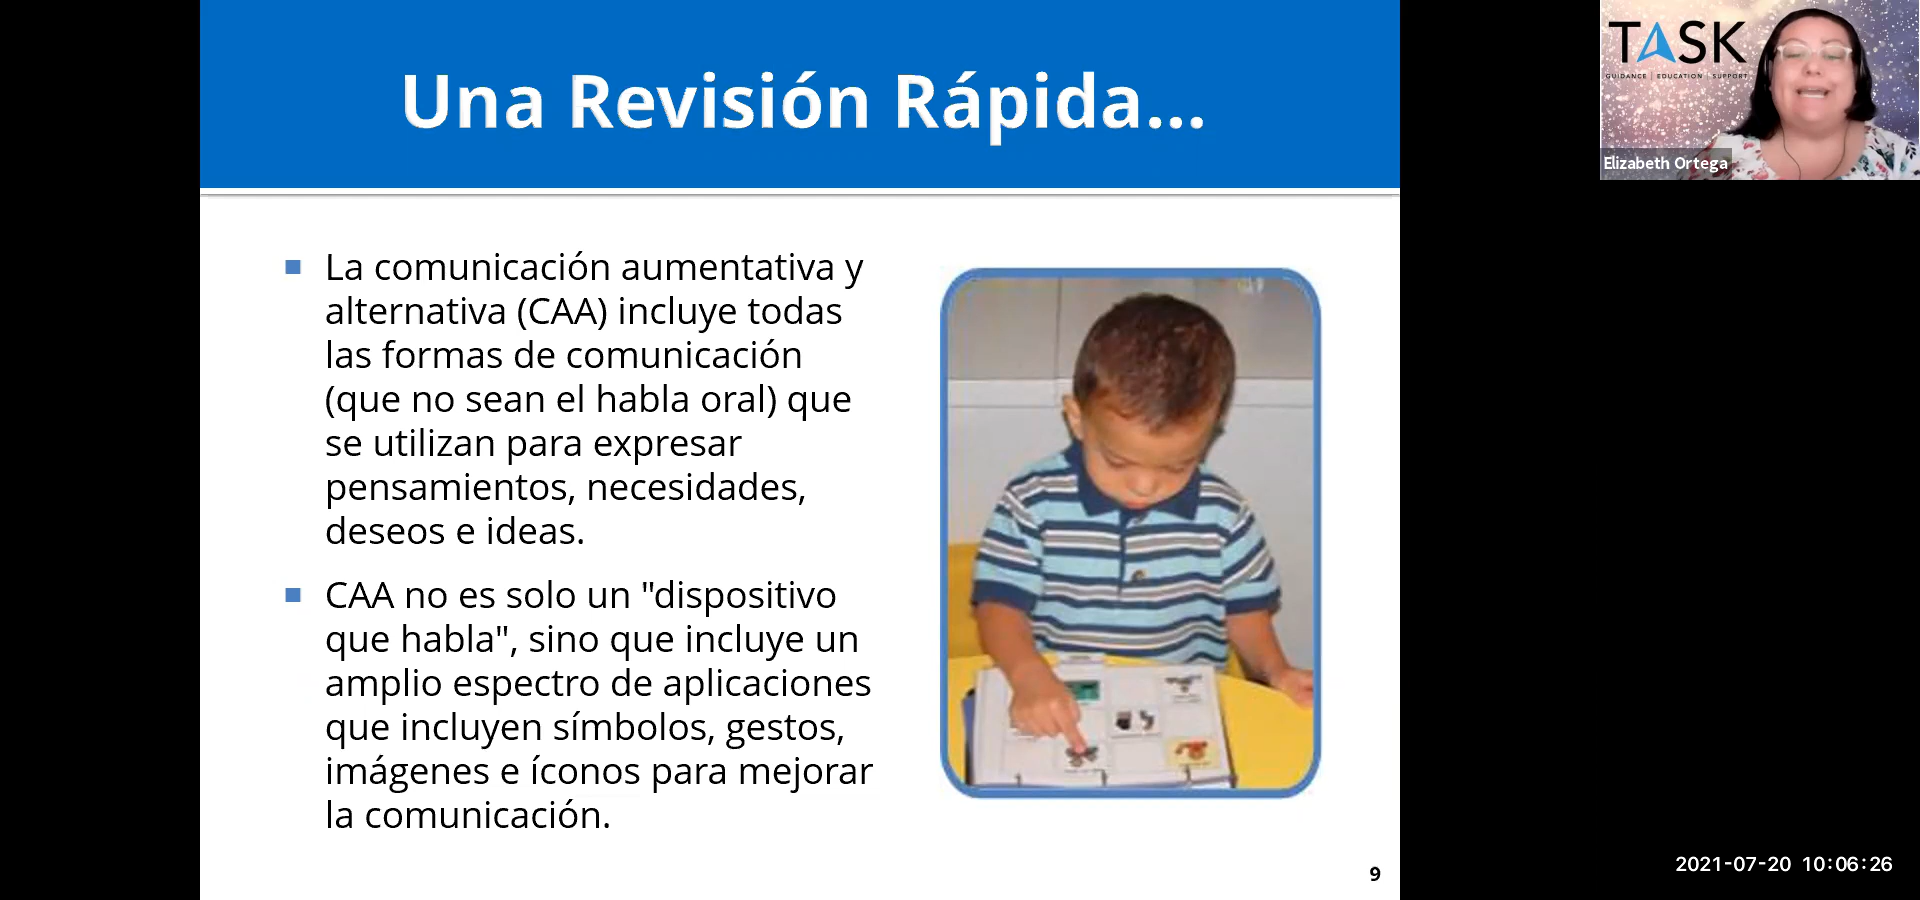 Una Revisión Rápida...
La comunicación aumentativa y
alternativa (CAA) incluye todas
las formas de comunicación
(que no sean el habla oral) que
se utilizan para expresar
pensamientos, necesidades,
deseos e ideas.
CAA no es solo un "dispositivo
que habla", sino que incluye un
amplio espectro de aplicaciones
que incluyen símbolos, gestos,
imágenes e íconos para mejorar
la comunicación.
9
TASK
GUIDANCE | EDUCATION | SUPPORT
Elizabeth Ortega
2021-07-20 10:06:26